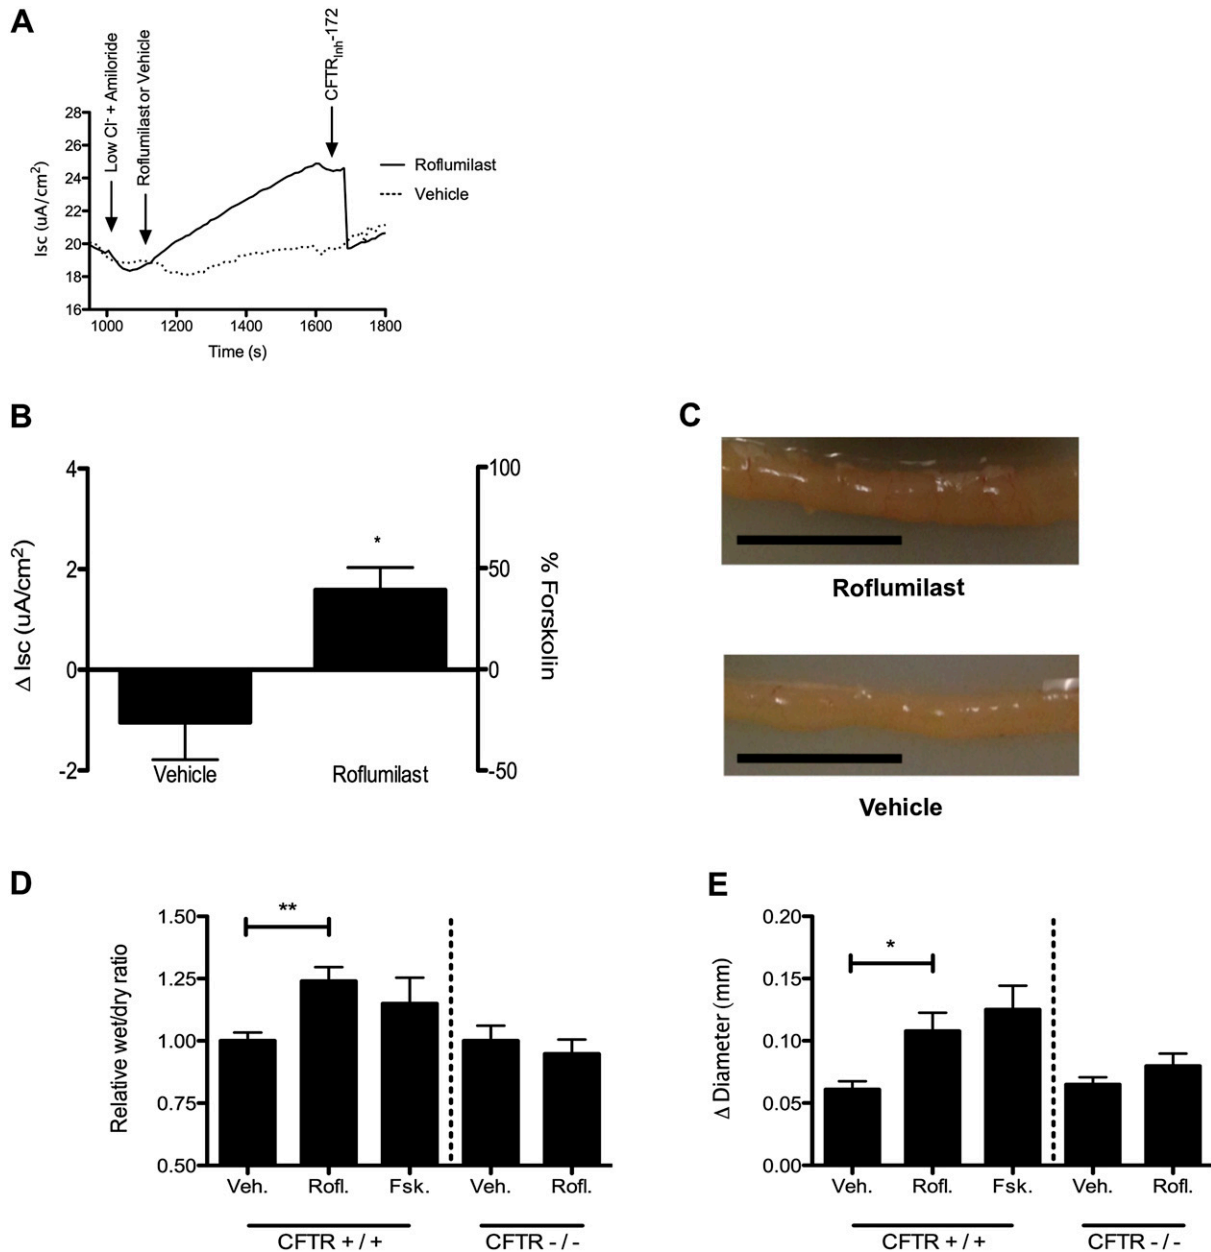 A
Low Cl⁻ + Amiloride
Roflumilast or Vehicle
CFTR_Inh-172
28
26
24
22
20
18
16
Isc (uA/cm²)
1000 1200 1400 1600 1800
Time (s)
Roflumilast
Vehicle
B
4
2
0
-2
Δ Isc (uA/cm²)
100
50
0
-50
% Forskolin
Vehicle Roflumilast
*
C
Roflumilast
Vehicle
D
1.50
1.25
1.00
0.75
0.50
Relative wet/dry ratio
**
Veh. Rofl. Fsk. Veh. Rofl.
CFTR +/+ CFTR -/-
E
0.20
0.15
0.10
0.05
0.00
Δ Diameter (mm)
*
Veh. Rofl. Fsk. Veh. Rofl.
CFTR +/+ CFTR -/-